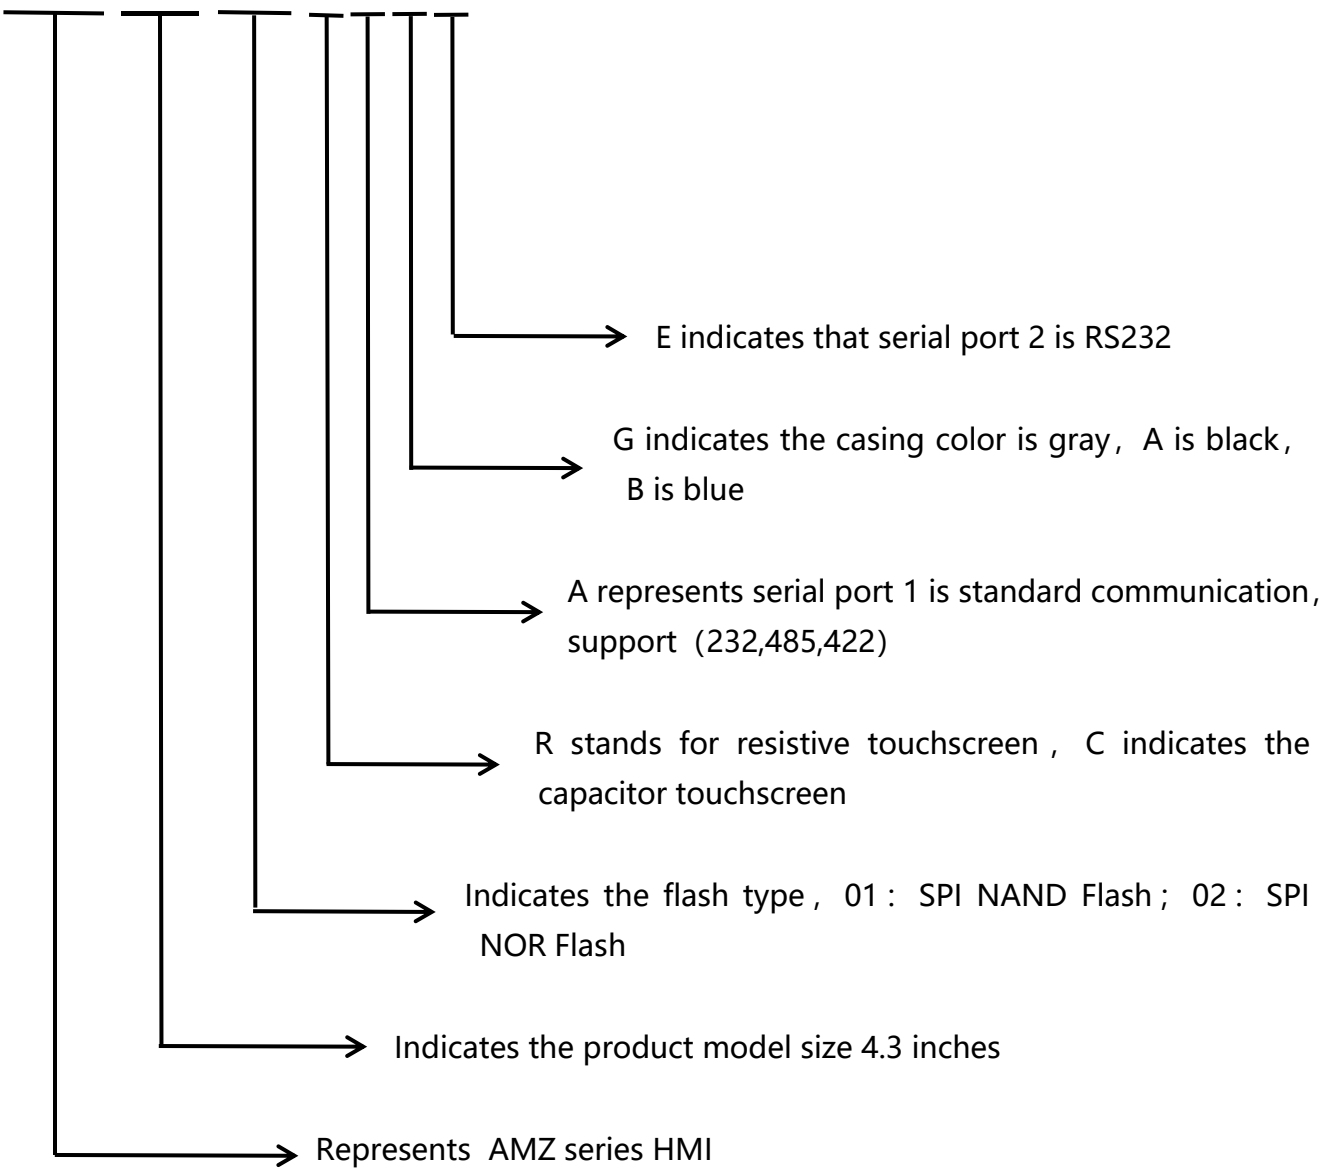 E indicates that serial port 2 is RS232
G indicates the casing color is gray，A is black，
B is blue
A represents serial port 1 is standard communication，
support（232,485,422）
R stands for resistive touchscreen，C indicates the
capacitor touchscreen
Indicates the flash type，01：SPI NAND Flash；02：SPI
NOR Flash
Indicates the product model size 4.3 inches
Represents AMZ series HMI